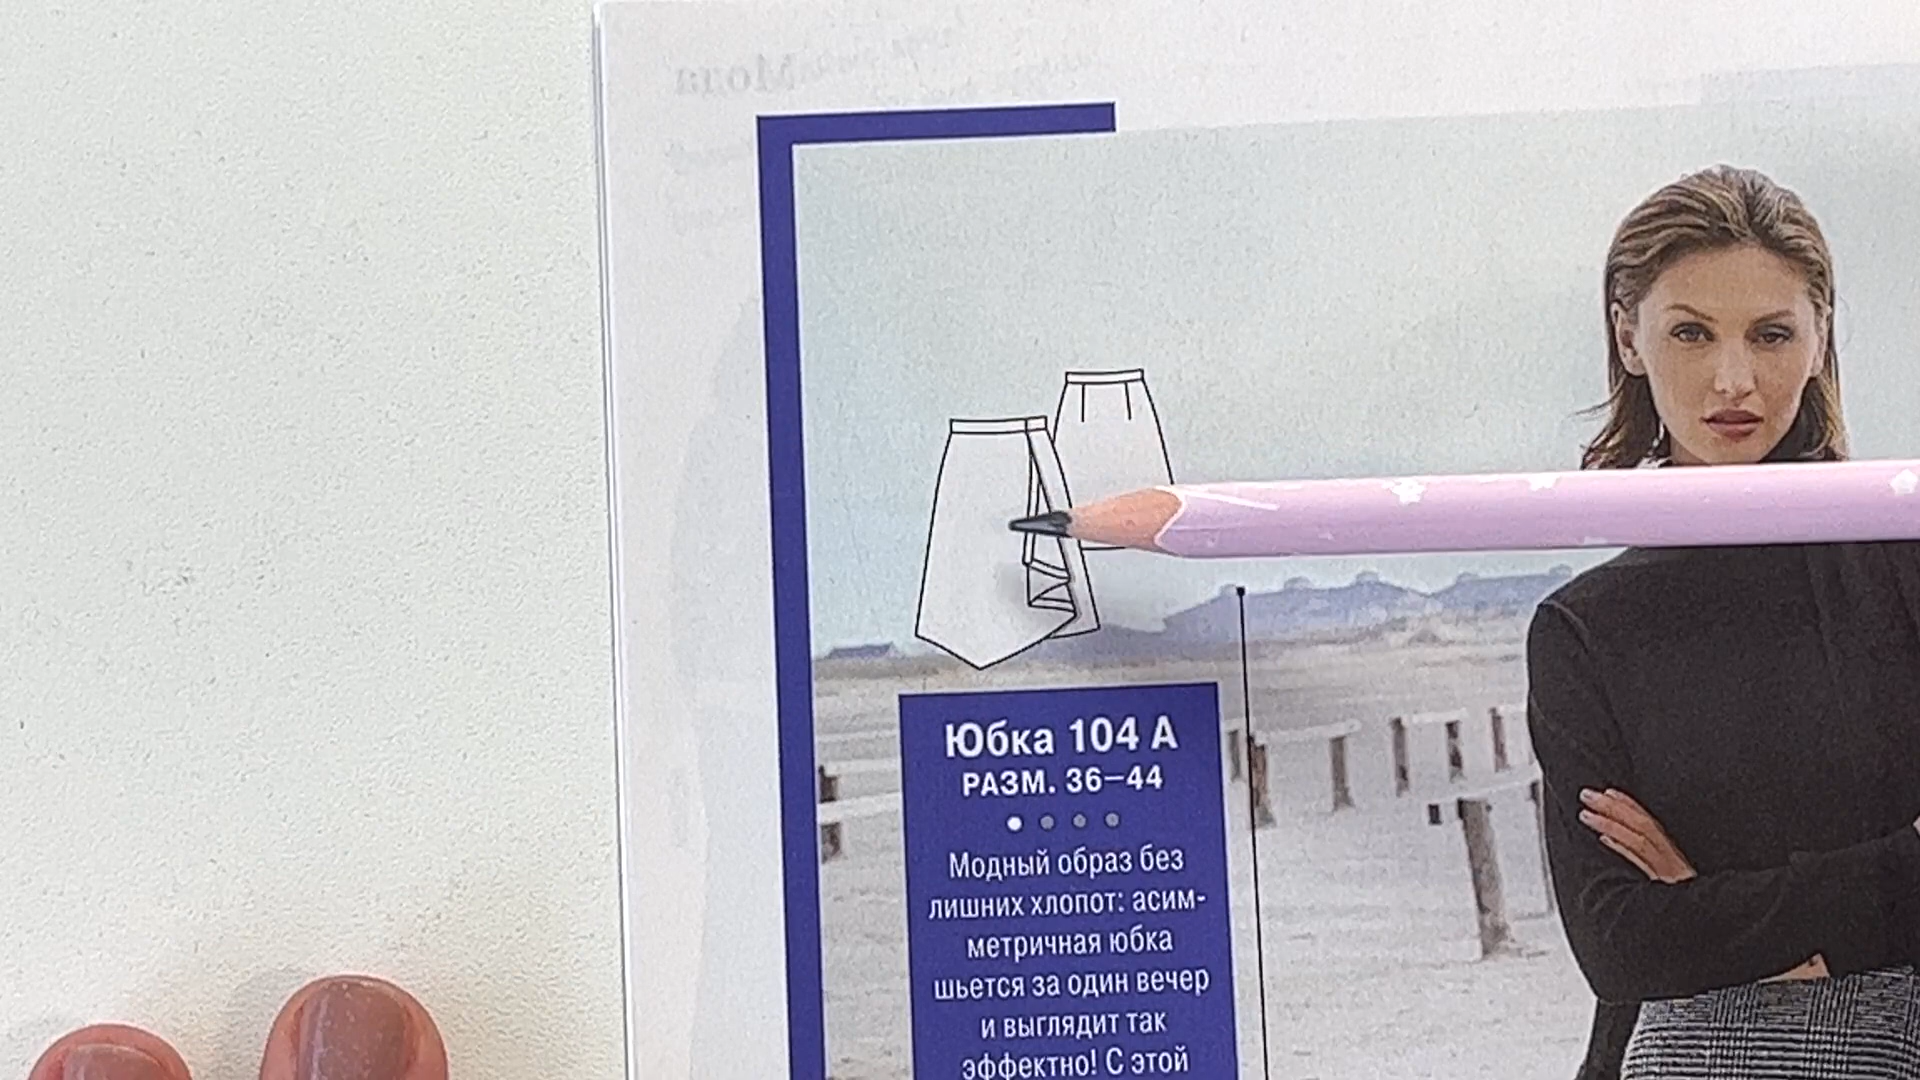 Юбка 104 А
РАЗМ. 36–44
Модный образ без
лишних хлопот: асим-
метричная юбка
шьется за один вечер
и выглядит так
эффектно! С этой